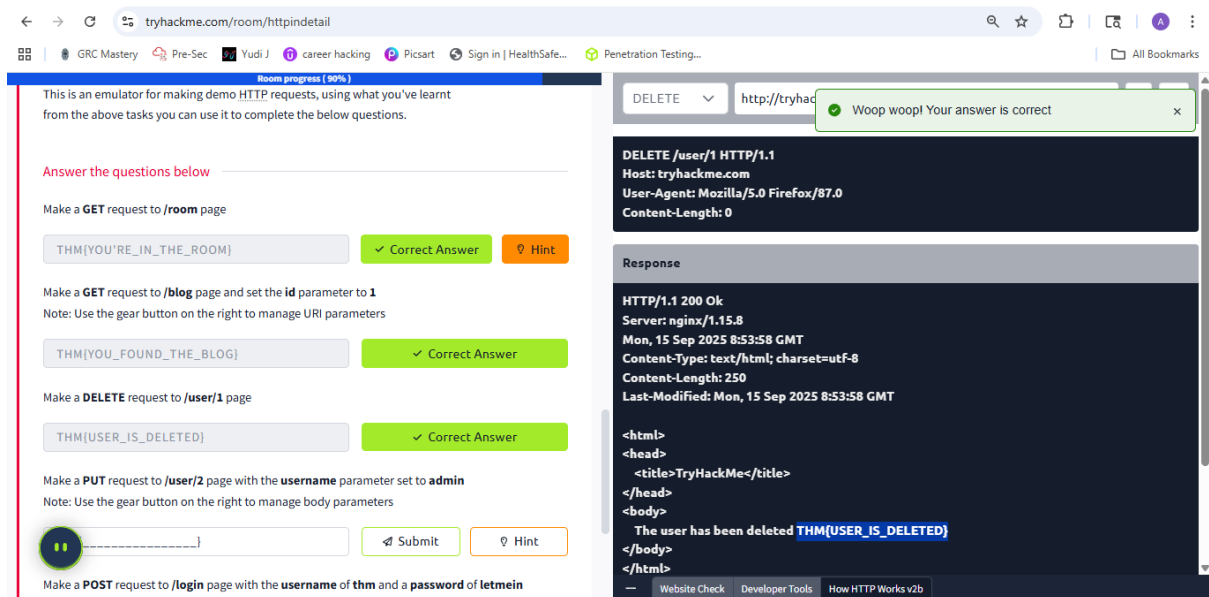 tryhackme.com/room/httpindetail
A
GRC Mastery
Pre-Sec
Yudi J
career hacking
Picsart
Sign in | HealthSafe...
Penetration Testing...
All Bookmarks
Room progress ( 90% )
This is an emulator for making demo HTTP requests, using what you've learnt
from the above tasks you can use it to complete the below questions.
Answer the questions below
Make a GET request to /room page
THM{YOU'RE_IN_THE_ROOM}
Correct Answer
Hint
Make a GET request to /blog page and set the id parameter to 1
Note: Use the gear button on the right to manage URI parameters
THM{YOU_FOUND_THE_BLOG}
Correct Answer
Make a DELETE request to /user/1 page
THM{USER_IS_DELETED}
Correct Answer
Make a PUT request to /user/2 page with the username parameter set to admin
Note: Use the gear button on the right to manage body parameters
________________}
Submit
Hint
Make a POST request to /login page with the username of thm and a password of letmein
DELETE
http://tryhac
Woop woop! Your answer is correct
DELETE /user/1 HTTP/1.1
Host: tryhackme.com
User-Agent: Mozilla/5.0 Firefox/87.0
Content-Length: 0
Response
HTTP/1.1 200 Ok
Server: nginx/1.15.8
Mon, 15 Sep 2025 8:53:58 GMT
Content-Type: text/html; charset=utf-8
Content-Length: 250
Last-Modified: Mon, 15 Sep 2025 8:53:58 GMT
<html>
<head>
<title>TryHackMe</title>
</head>
<body>
The user has been deleted THM{USER_IS_DELETED}
</body>
</html>
Website Check
Developer Tools
How HTTP Works v2b